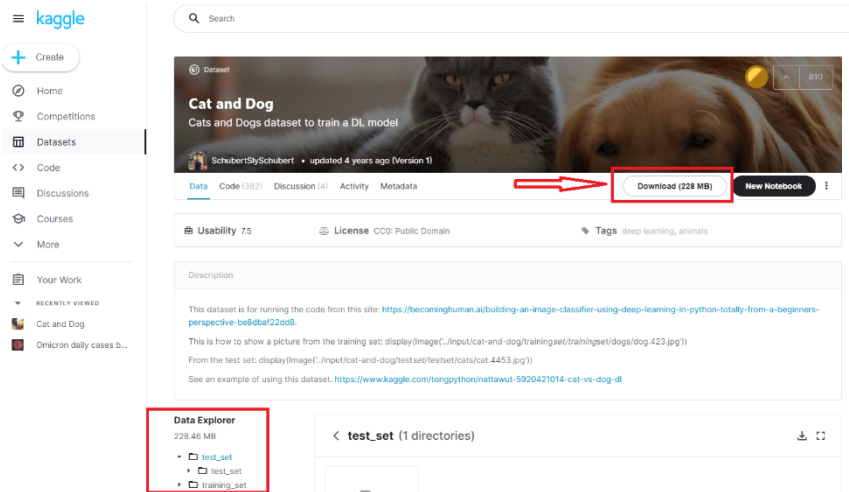 kaggle
Search
Create
Home
Competitions
Datasets
Code
Discussions
Courses
More
Your Work
RECENTLY VIEWED
Cat and Dog
Omicron daily cases b...
Dataset
810
Cat and Dog
Cats and Dogs dataset to train a DL model
SchubertSlySchubert • updated 4 years ago (Version 1)
Data Code (382) Discussion (4) Activity Metadata
Download (228 MB) New Notebook
Usability 7.5 License CC0: Public Domain Tags deep learning, animals
Description
This dataset is for running the code from this site: https://becominghuman.ai/building-an-image-classifier-using-deep-learning-in-python-totally-from-a-beginners-
perspective-be8dbaf22dd8.
This is how to show a picture from the training set: display(Image('../input/cat-and-dog/trainingset/trainingset/dogs/dog.423.jpg'))
From the test set: display(Image('../input/cat-and-dog/testset/testset/cats/cat.4453.jpg'))
See an example of using this dataset. https://www.kaggle.com/tongpython/nattawut-5920421014-cat-vs-dog-dl
Data Explorer
228.46 MB
test_set
test_set
training_set
< test_set (1 directories)